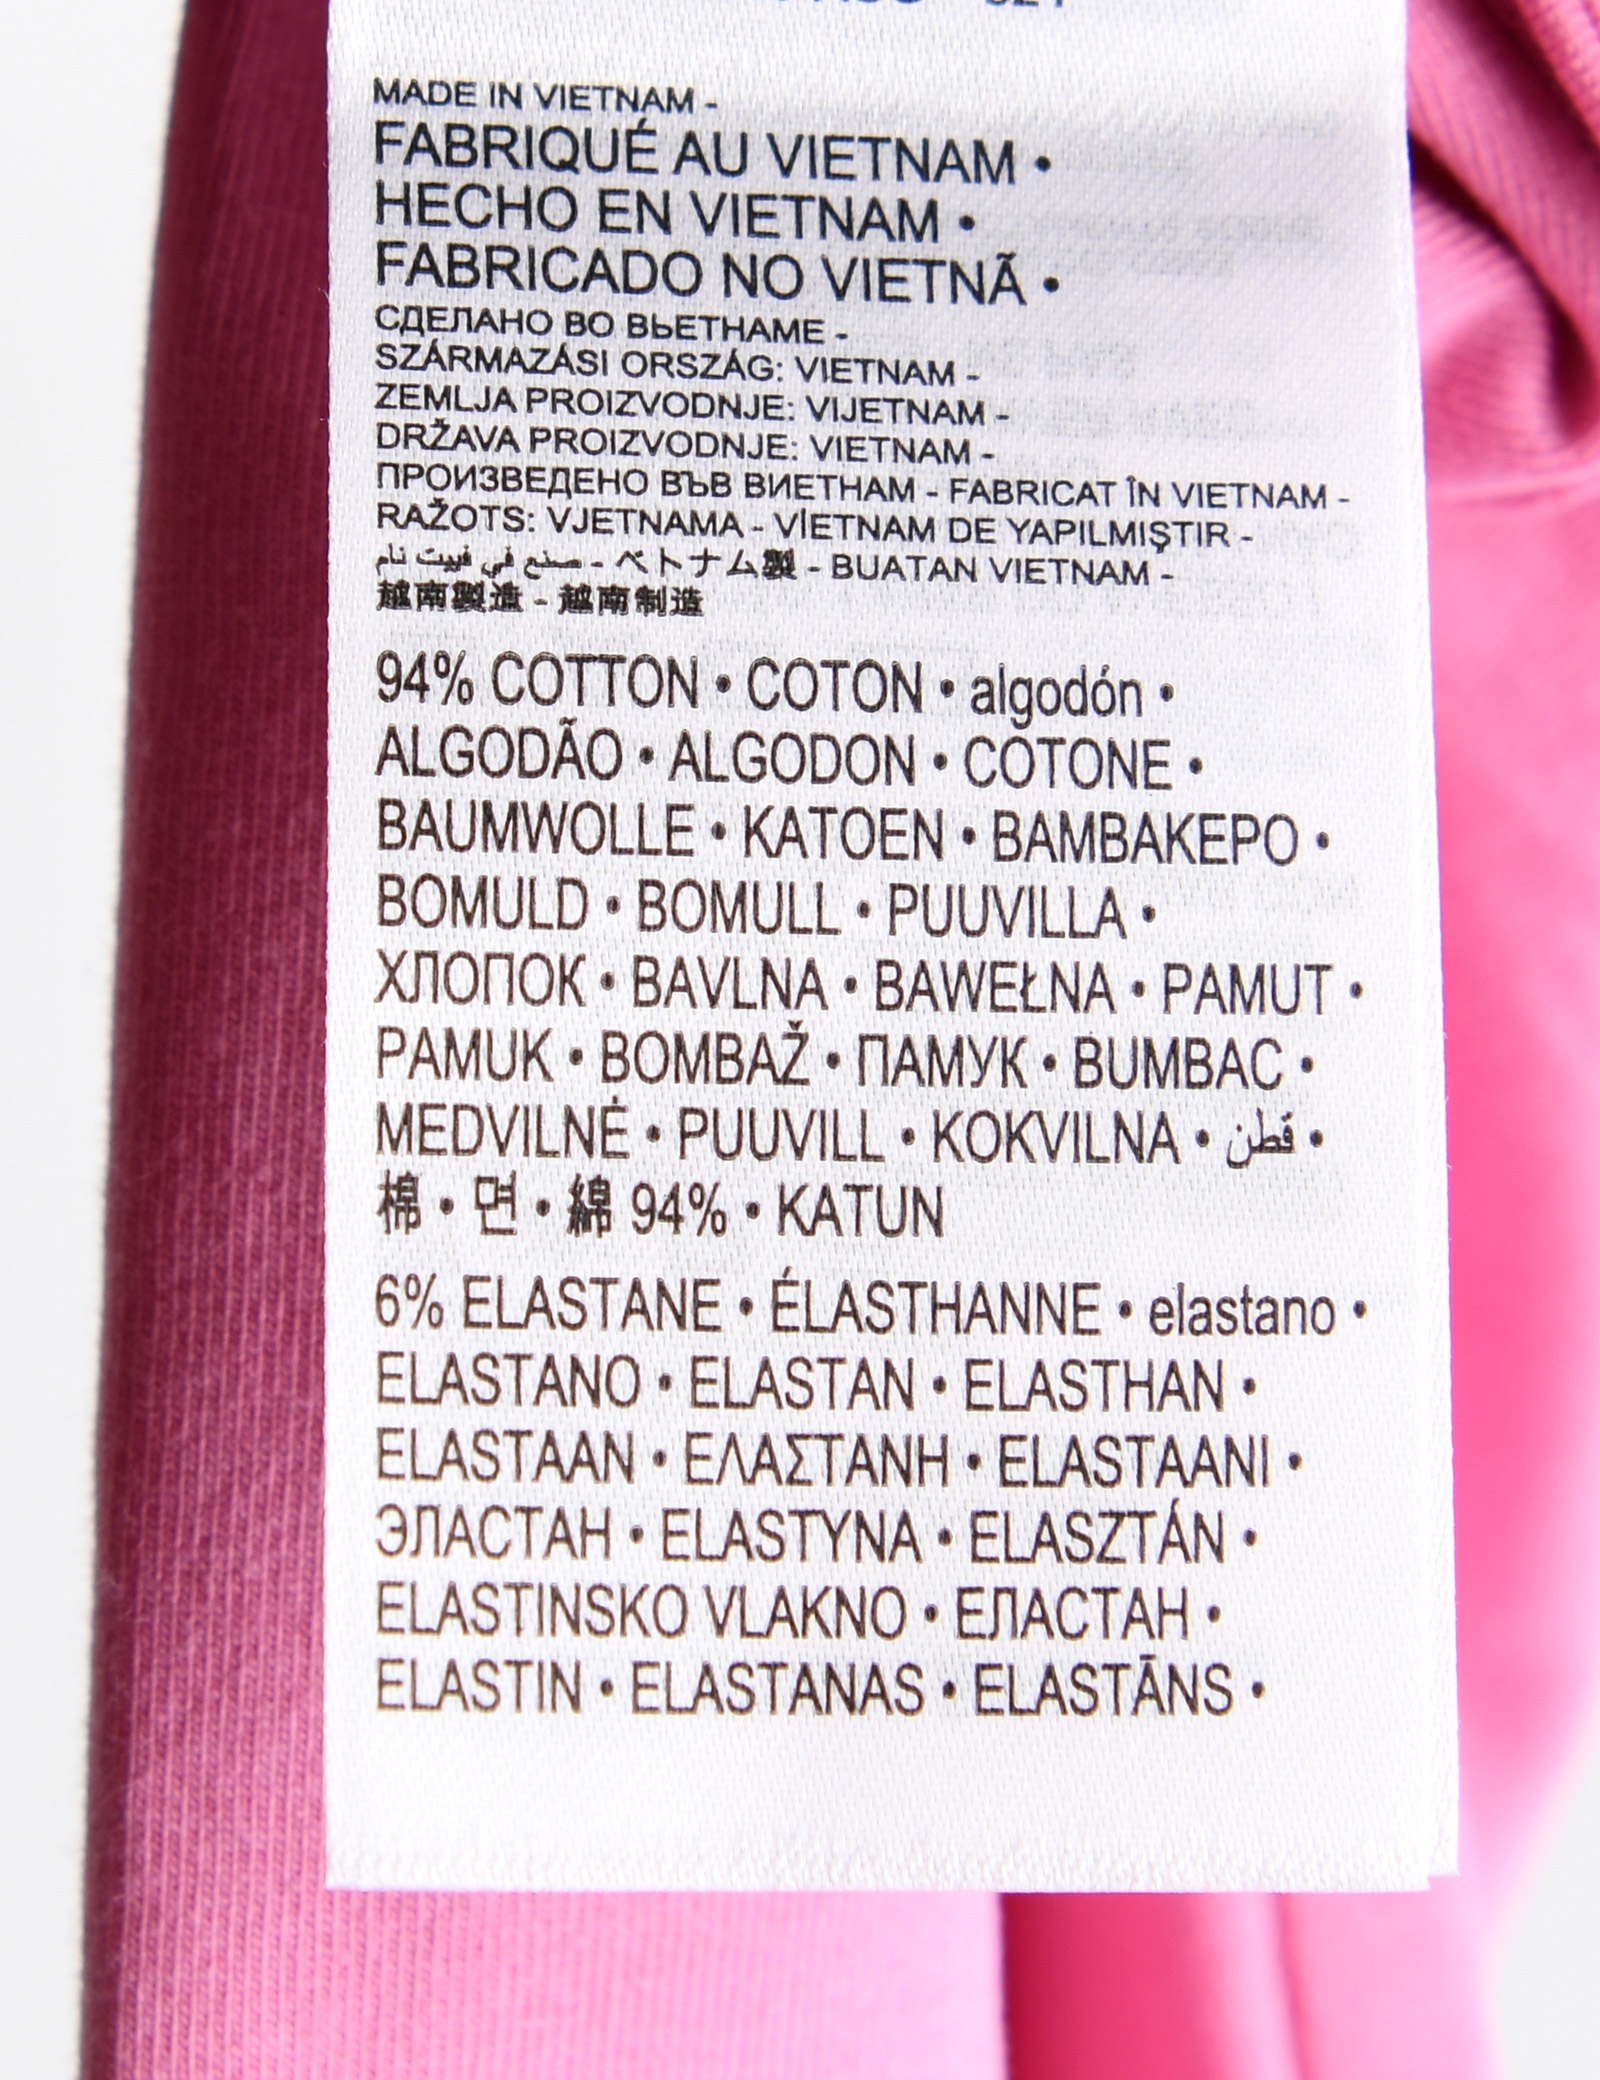 MADE IN VIETNAM -
FABRIQUÉ AU VIETNAM •
HECHO EN VIETNAM •
FABRICADO NO VIETNÃ •
СДЕЛАНО ВО ВЬЕТНАМЕ -
SZÁRMAZÁSI ORSZÁG: VIETNAM -
ZEMLJA PROIZVODNJE: VIJETNAM -
DRŽAVA PROIZVODNJE: VIETNAM -
ПРОИЗВЕДЕНО ВЪВ ВИЕТНАМ - FABRICAT ÎN VIETNAM -
RAŽOTS: VJETNAMA - VİETNAM DE YAPILMIŞTIR -
صنع في فييت نام - ベトナム製 - BUATAN VIETNAM -
越南製造 - 越南制造
94% COTTON • COTON • algodón •
ALGODÃO • ALGODON • COTONE •
BAUMWOLLE • KATOEN • ΒΑΜΒΑΚΕΡΟ •
BOMULD • BOMULL • PUUVILLA •
ХЛОПОК • BAVLNA • BAWEŁNA • PAMUT •
PAMUK • BOMBAŽ • ПАМУК • BUMBAC •
MEDVILNĖ • PUUVILL • KOKVILNA • قطن •
棉 • 면 • 綿 94% • KATUN
6% ELASTANE • ÉLASTHANNE • elastano •
ELASTANO • ELASTAN • ELASTHAN •
ELASTAAN • ΕΛΑΣΤΑΝΗ • ELASTAANI •
ЭЛАСТАН • ELASTYNA • ELASZTÁN •
ELASTINSKO VLAKNO • ЕЛАСТАН •
ELASTIN • ELASTANAS • ELASTĀNS •